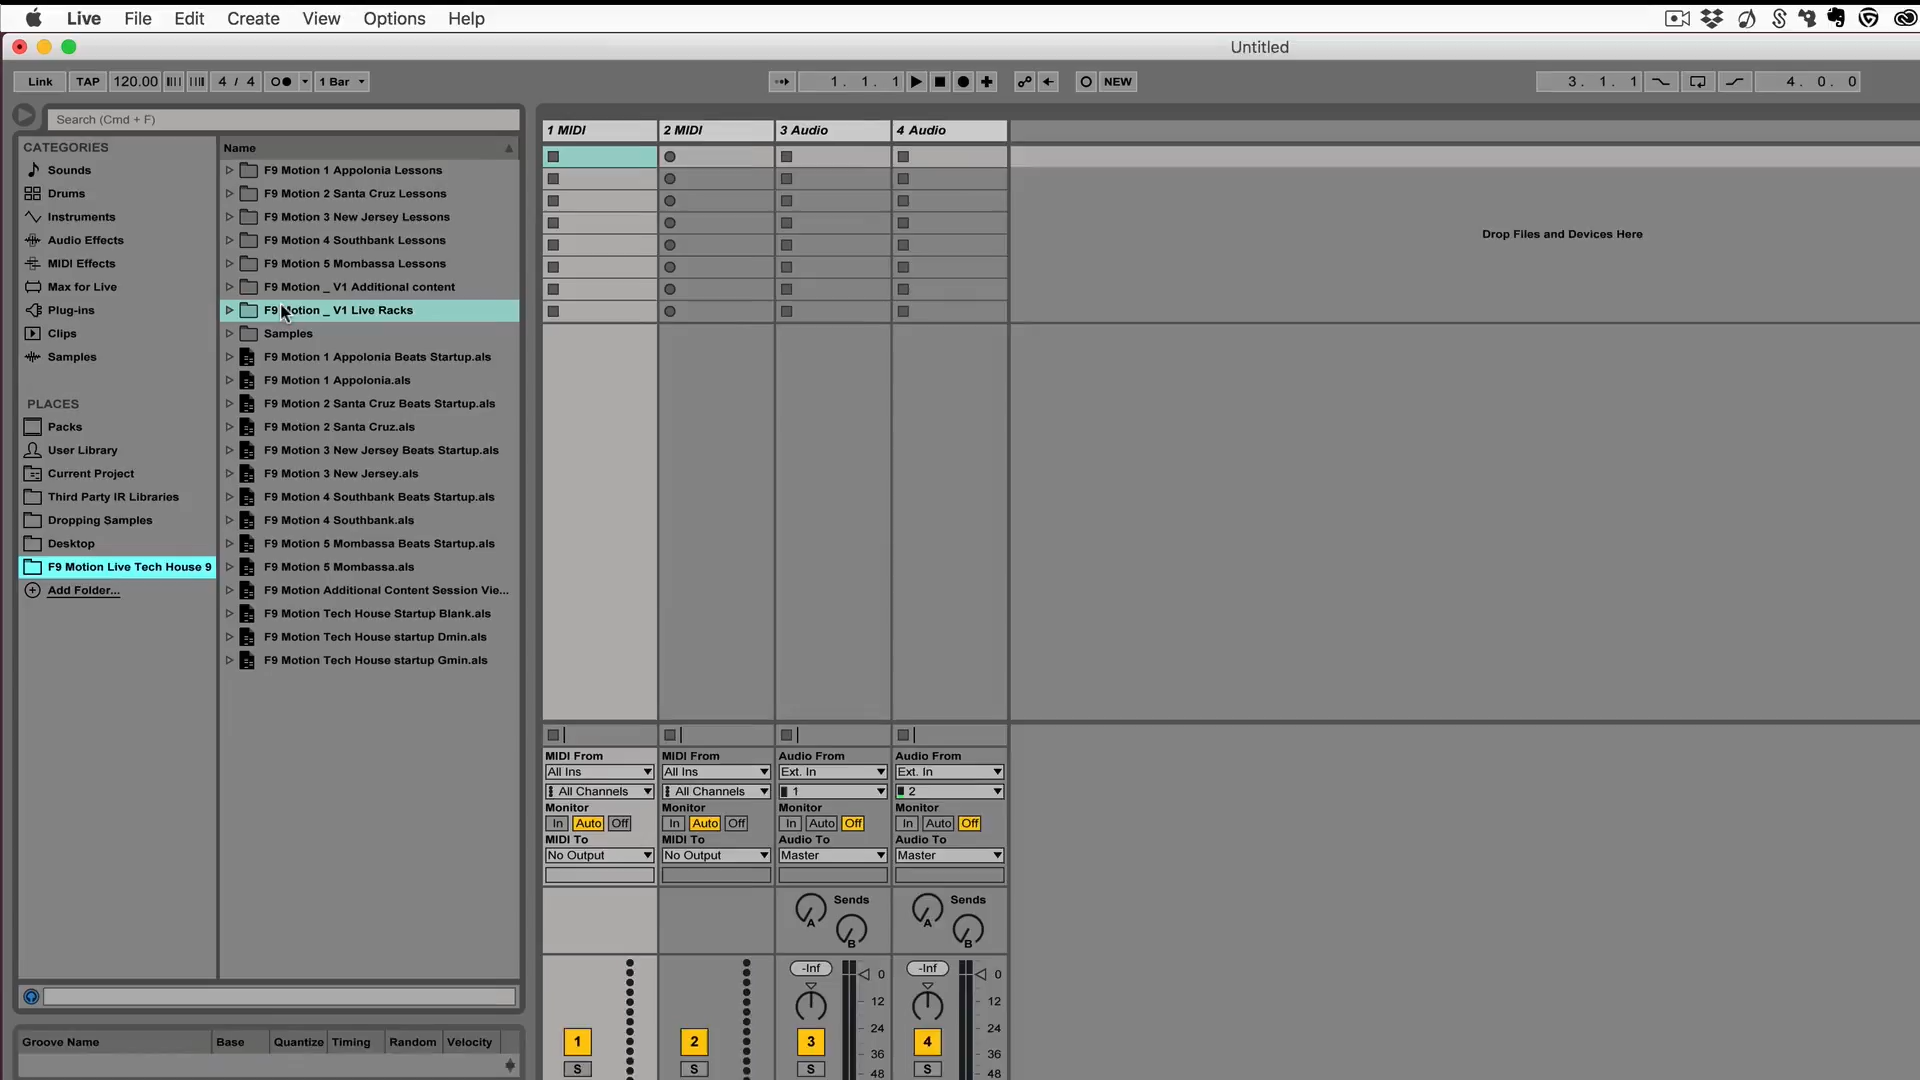 Live File Edit Create View Options Help
Untitled
Link TAP 120.00 4 / 4 1 Bar 1. 1. 1 NEW 3. 1. 1 4. 0. 0
Search (Cmd + F)
CATEGORIES
Sounds
Drums
Instruments
Audio Effects
MIDI Effects
Max for Live
Plug-ins
Clips
Samples
PLACES
Packs
User Library
Current Project
Third Party IR Libraries
Dropping Samples
Desktop
F9 Motion Live Tech House 9
Add Folder...
Name
F9 Motion 1 Appolonia Lessons
F9 Motion 2 Santa Cruz Lessons
F9 Motion 3 New Jersey Lessons
F9 Motion 4 Southbank Lessons
F9 Motion 5 Mombassa Lessons
F9 Motion _ V1 Additional content
F9 Motion _ V1 Live Racks
Samples
F9 Motion 1 Appolonia Beats Startup.als
F9 Motion 1 Appolonia.als
F9 Motion 2 Santa Cruz Beats Startup.als
F9 Motion 2 Santa Cruz.als
F9 Motion 3 New Jersey Beats Startup.als
F9 Motion 3 New Jersey.als
F9 Motion 4 Southbank Beats Startup.als
F9 Motion 4 Southbank.als
F9 Motion 5 Mombassa Beats Startup.als
F9 Motion 5 Mombassa.als
F9 Motion Additional Content Session Vie...
F9 Motion Tech House Startup Blank.als
F9 Motion Tech House startup Dmin.als
F9 Motion Tech House startup Gmin.als
1 MIDI 2 MIDI 3 Audio 4 Audio
Drop Files and Devices Here
MIDI From MIDI From Audio From Audio From
All Ins All Ins Ext. In Ext. In
All Channels All Channels 1 2
Monitor Monitor Monitor Monitor
In Auto Off In Auto Off In Auto Off In Auto Off
MIDI To MIDI To Audio To Audio To
No Output No Output Master Master
Sends Sends
A A
B B
-Inf 0 -Inf 0
12 12
24 24
1 2 3 4
36 36
S S S S
48 48
Groove Name Base Quantize Timing Random Velocity